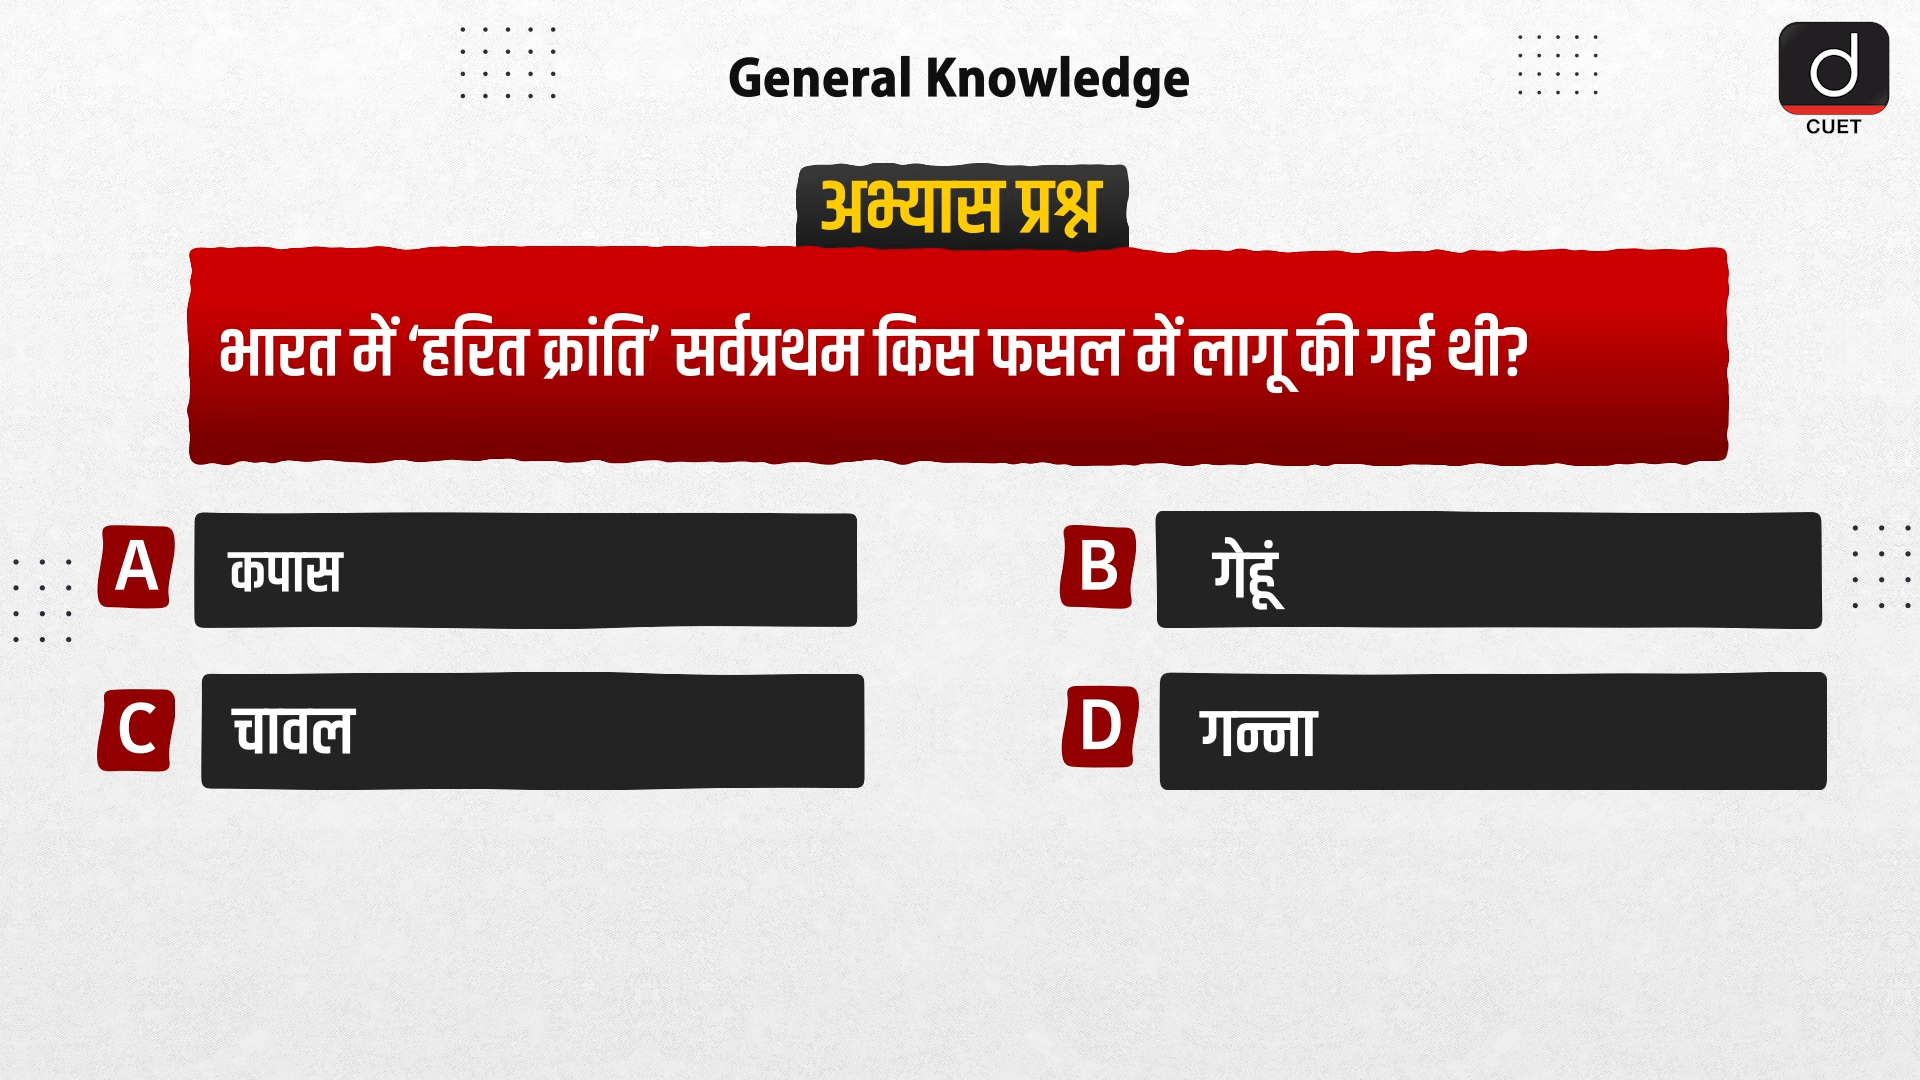 General Knowledge
d
CUET
अभ्यास प्रश्न
भारत में ‘हरित क्रांति’ सर्वप्रथम किस फसल में लागू की गई थी?
A कपास
B गेहूं
C चावल
D गन्ना